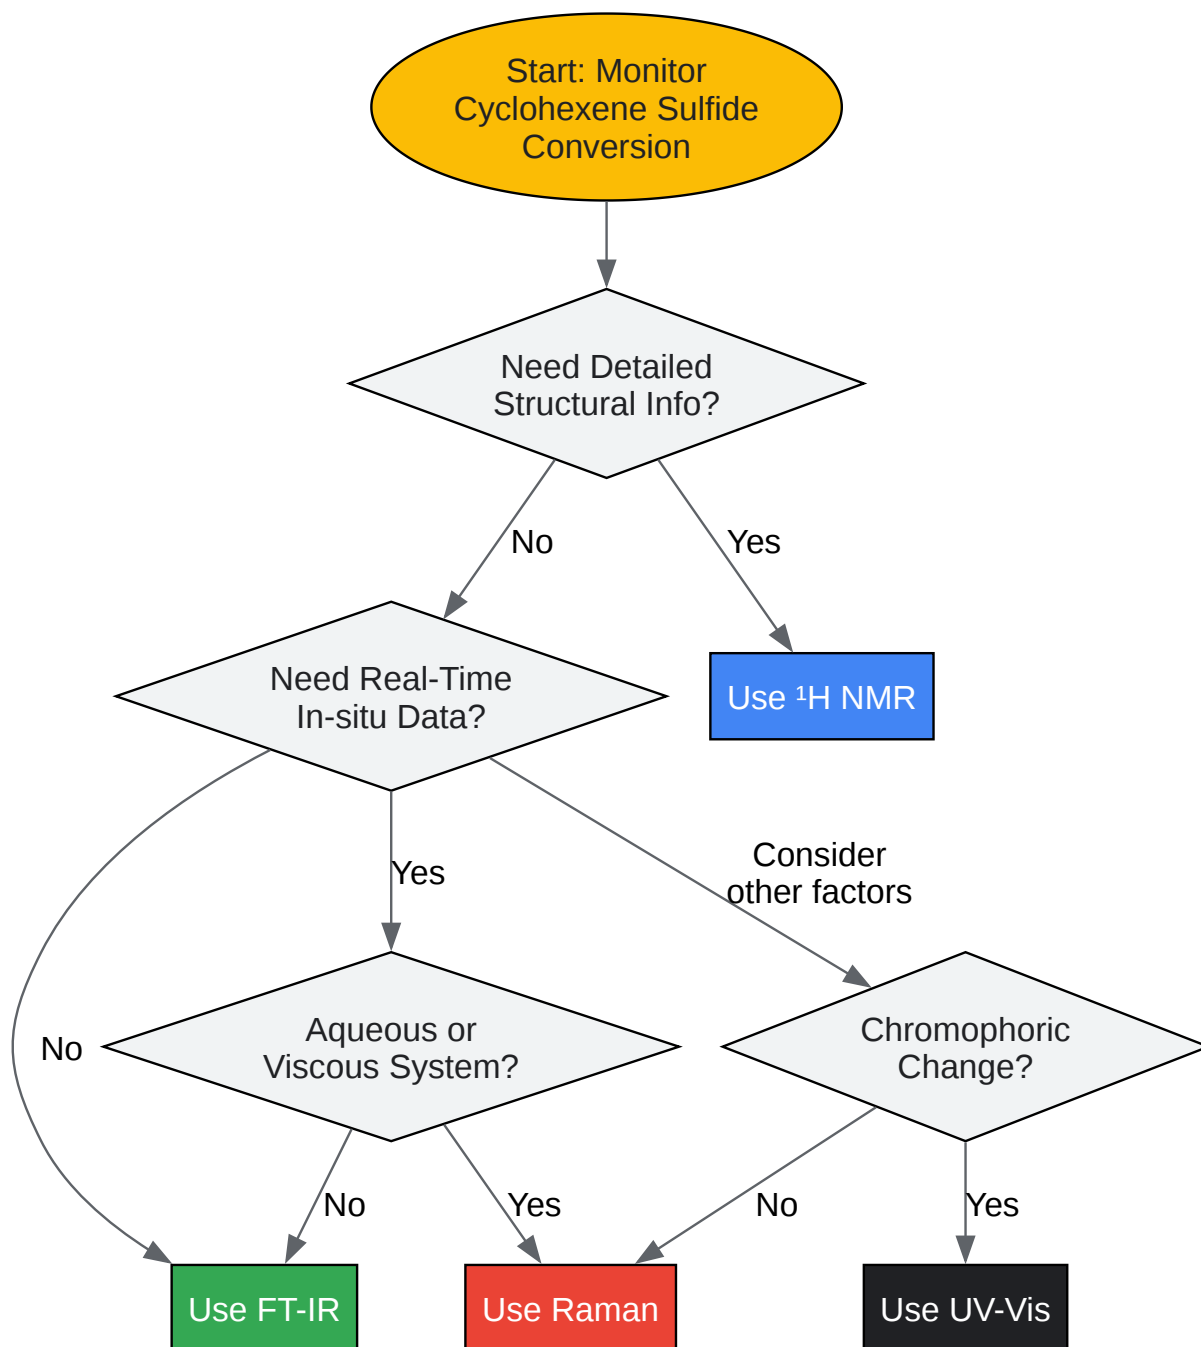 Start: Monitor
Cyclohexene Sulfide
Conversion
Need Detailed
Structural Info?
No
Yes
Need Real-Time
In-situ Data?
Use ¹H NMR
Consider
other factors
Yes
Aqueous or
Viscous System?
Chromophoric
Change?
No
No
Yes
No
Yes
Use FT-IR
Use Raman
Use UV-Vis